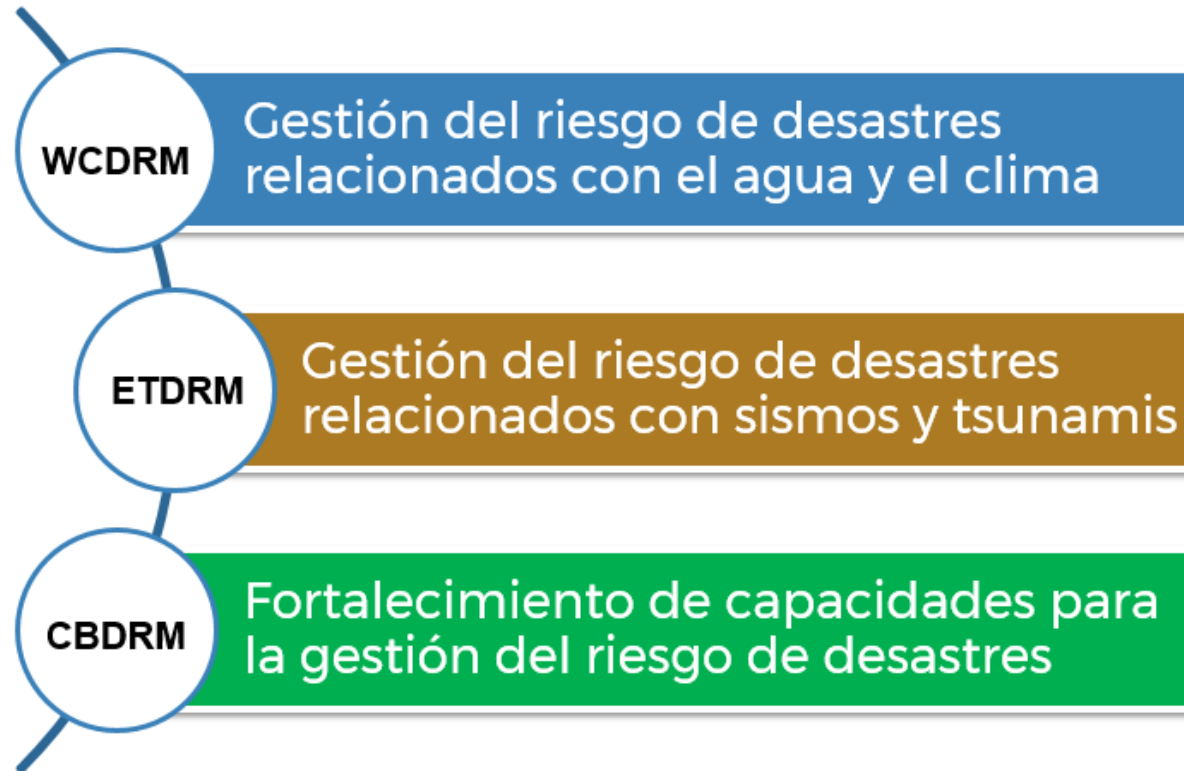 WCDRM
Gestión del riesgo de desastres
relacionados con el agua y el clima
ETDRM
Gestión del riesgo de desastres
relacionados con sismos y tsunamis
CBDRM
Fortalecimiento de capacidades para
la gestión del riesgo de desastres